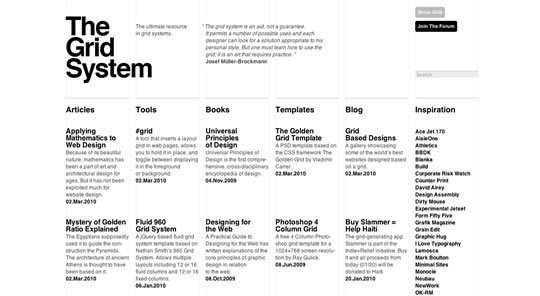 The
Grid
System
The ultimate resource
in grid systems.
" The grid system is an aid, not a guarantee.
It permits a number of possible uses and each
designer can look for a solution appropriate to his
personal style. But one must learn how to use the
grid; it is an art that requires practice. "
Josef Müller-Brockmann
Show Grid
Join The Forum
Search
Articles
Applying
Mathematics to
Web Design
Because of its beautiful
nature, mathematics has
been a part of art and
architectural design for
ages. But it has not been
exploited much for
website design.
02.Mar.2010
Mystery of Golden
Ratio Explained
The Egyptians supposedly
used it to guide the con-
struction the Pyramids.
The architecture of ancient
Athens is thought to have
been based on it.
02.Mar.2010
Tools
#grid
A tool that inserts a layout
grid in web pages, allows
you to hold it in place, and
toggle between displaying
it in the foreground
or background.
02.Mar.2010
Fluid 960
Grid System
A jQuery based fluid grid
system template based on
Nathan Smith's 960 Grid
System. Allows multiple
layouts including 12 or 16
fluid columns and 12 or 16
fixed columns.
06.Jan.2010
Books
Universal
Principles
of Design
Universal Principles of
Design is the first compre-
hensive, cross-disciplinary
encyclopedia of design.
04.Nov.2009
Designing for
the Web
A Practical Guide to
Designing for the Web has
written explanations of the
core principles of graphic
design in relation
to the web.
08.Oct.2009
Templates
The Golden
Grid Template
A PSD template based on
the CSS framework The
Golden Grid by Vladimir
Carrer.
02.Mar.2010
Photoshop 4
Column Grid
A free 4 Column Photo-
shop grid template for a
1024×768 screen resolu-
tion by Ray Gulick.
08.Jun.2009
Blog
Grid
Based Designs
A gallery showcasing
some of the world's best
websites designed based
on a grid.
02.Mar.2010
Buy Slammer =
Help Haiti
The grid-generating app
Slammer is part of the
Indie+Relief initiative. Buy
it and all proceeds from
today (01/20) will be
donated to Haiti.
20.Jan.2010
Inspiration
Ace Jet 170
AisleOne
Athletics
BBDK
Blanka
Build
Corporate Risk Watch
Counter Print
David Airey
Design Assembly
Dirty Mouse
Experimental Jetset
Form Fifty Five
Grafik Magazine
Grain Edit
Graphic Hug
I Love Typography
Lamosca
Mark Boulton
Minimal Sites
Monocle
Neubau
NewWork
OK-RM